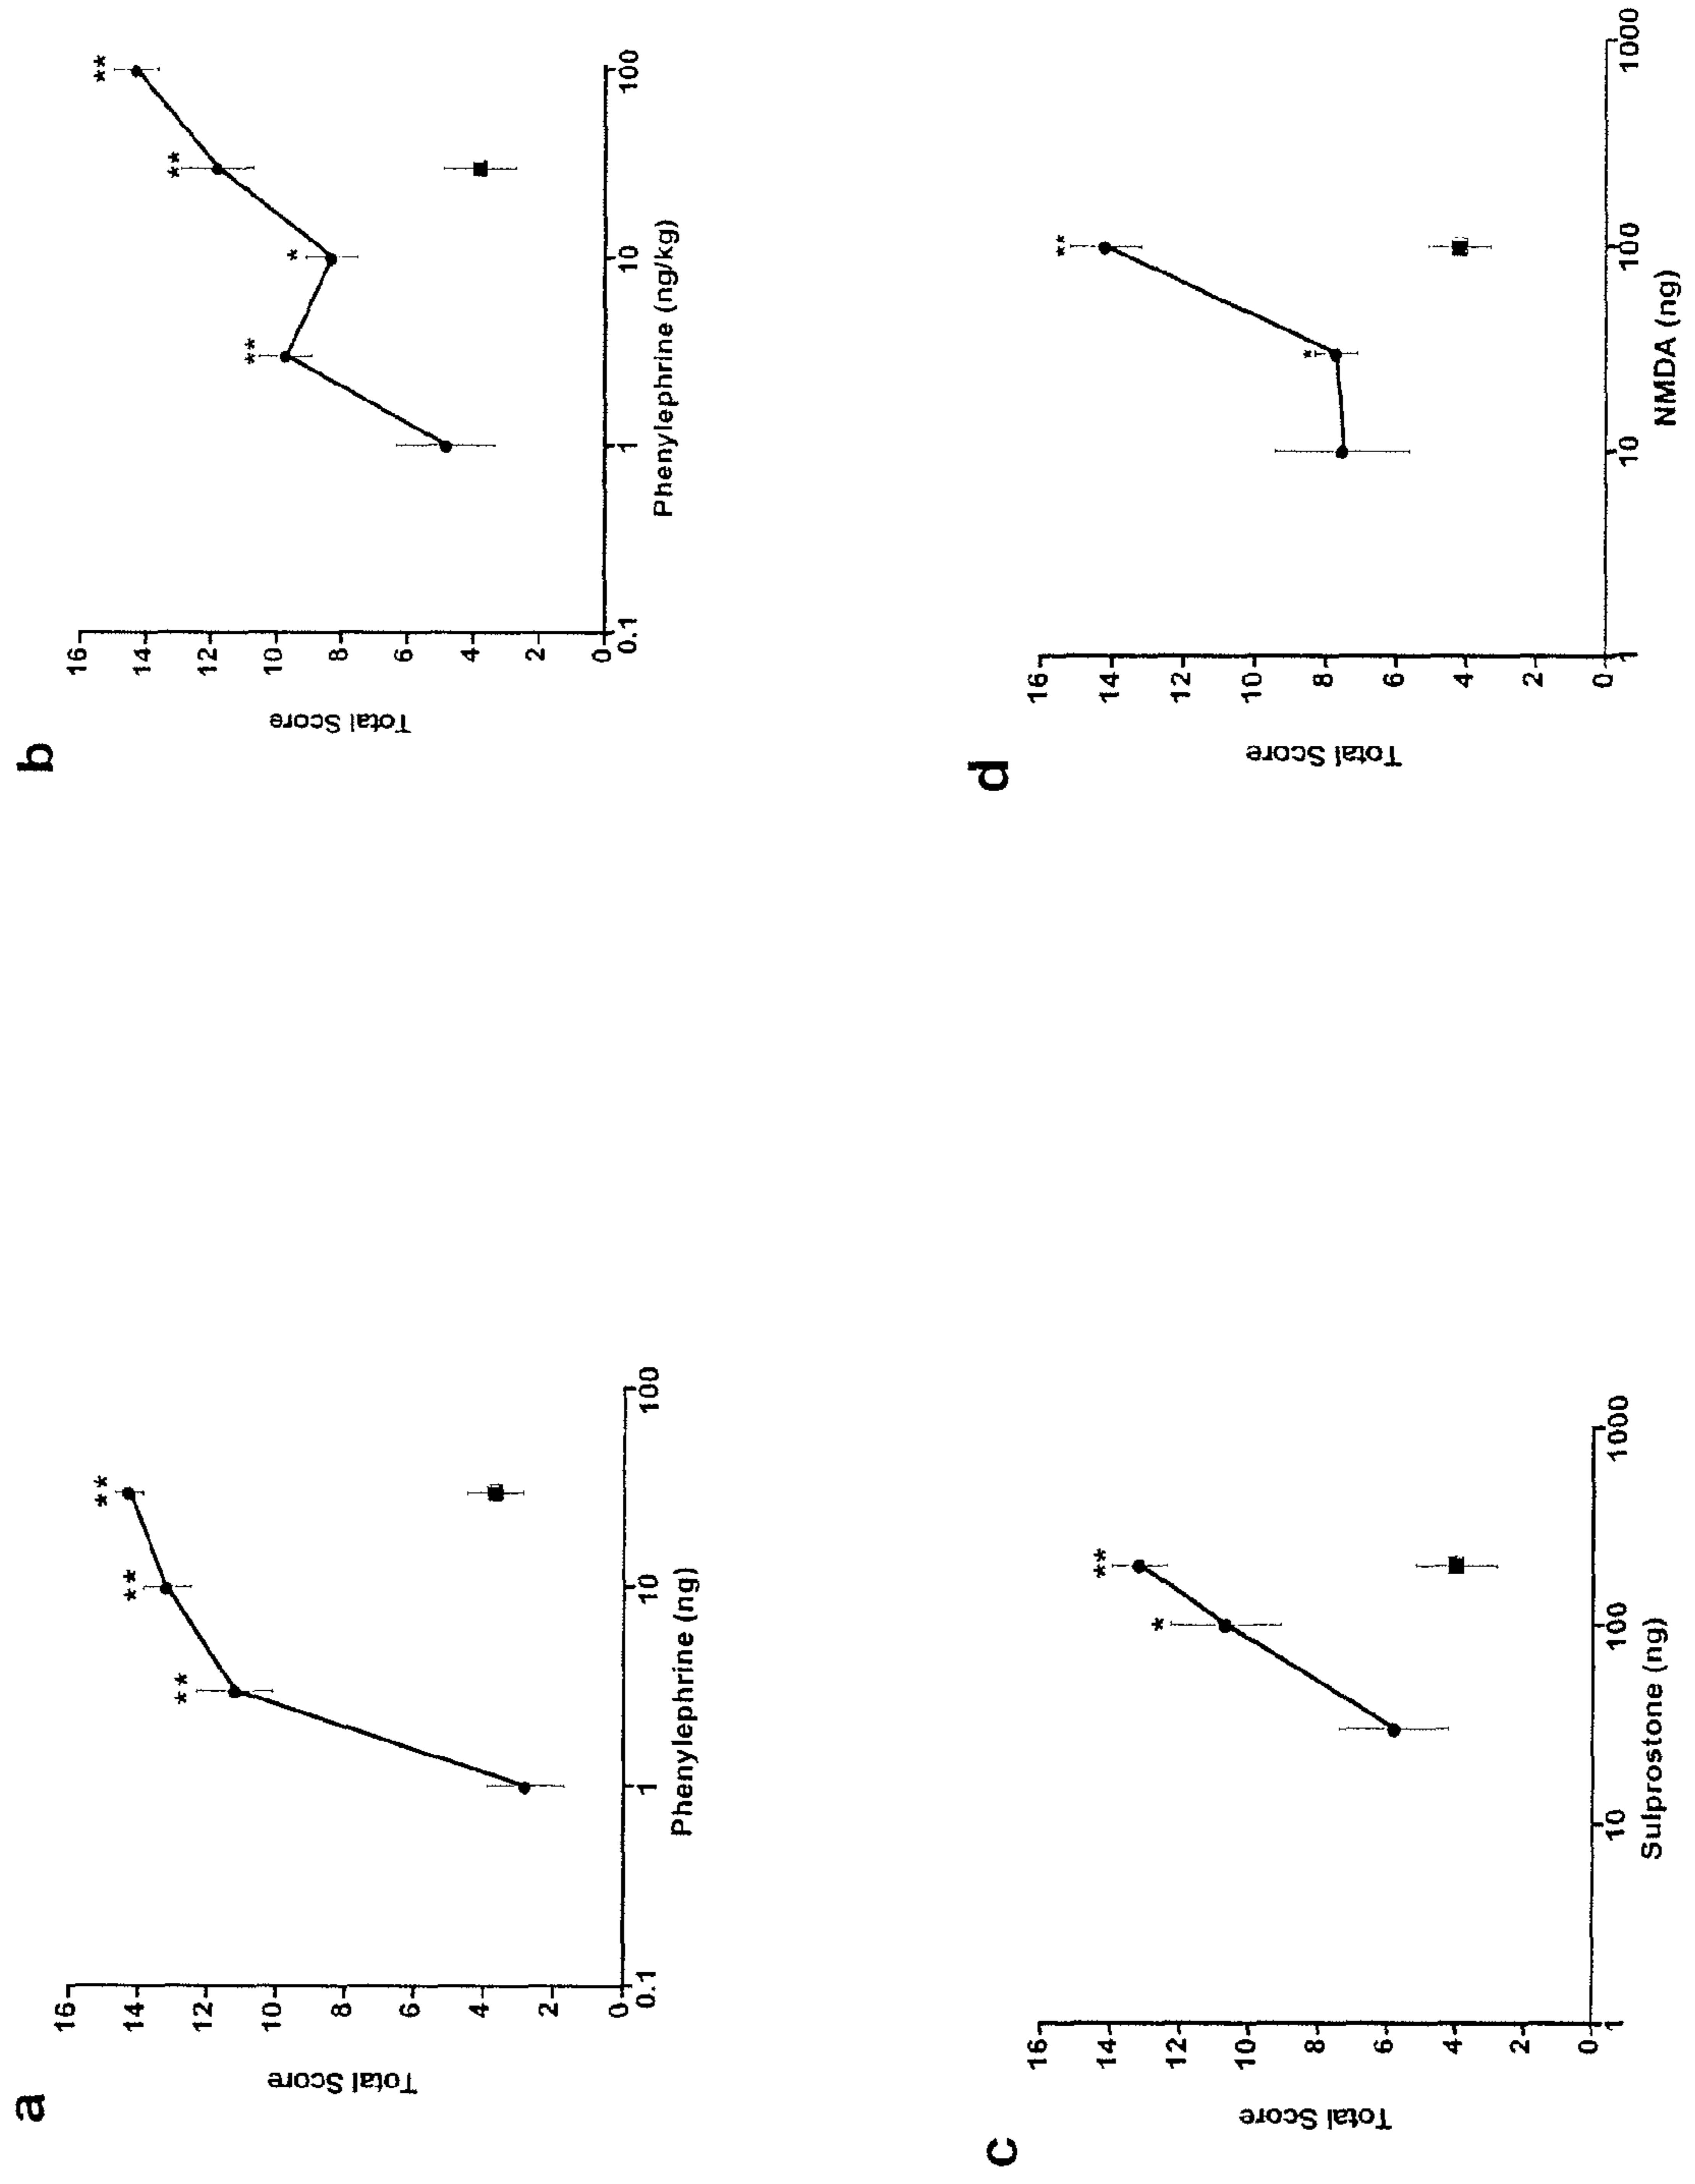 a
Total Score
16
14
12
10
8
6
4
2
0
**
**
**
0.1 1 10 100
Phenylephrine (ng)
b
Total Score
16
14
12
10
8
6
4
2
0
**
*
**
**
0.1 1 10 100
Phenylephrine (ng/kg)
c
Total Score
16
14
12
10
8
6
4
2
0
*
**
1 10 100 1000
Sulprostone (ng)
d
Total Score
16
14
12
10
8
6
4
2
0
*
**
1 10 100 1000
NMDA (ng)